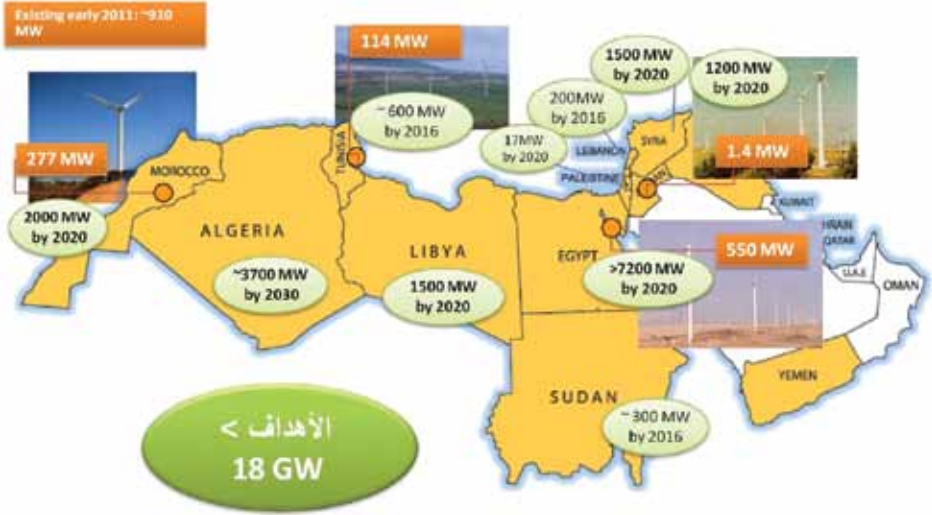 Existing early 2011: ~930
MW
114 MW
1500 MW
by 2020
1200 MW
by 2020
~600 MW
by 2016
200MW
by 2016
17MW
by 2020
LEBANON
SYRIA
277 MW
MOROCCO
TUNISIA
PALESTINE
1.4 MW
KUWAIT
2000 MW
by 2020
ALGERIA
LIBYA
EGYPT
550 MW
QATAR
U.A.E
OMAN
~3700 MW
by 2030
1500 MW
by 2020
>7200 MW
by 2020
YEMEN
SUDAN
~300 MW
by 2016
الأهداف >
18 GW